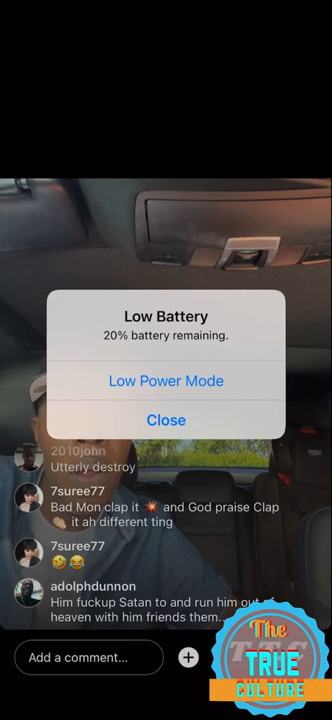 Low Battery
20% battery remaining.
Low Power Mode
Close
2010john
Utterly destroy
7suree77
Bad Mon clap it 💥 and God praise Clap
👏🏽 it ah different ting
7suree77
🤣😂
adolphdunnon
Him fuckup Satan to and run him out of
heaven with him friends them...
Add a comment...
The
TRUE
CULTURE